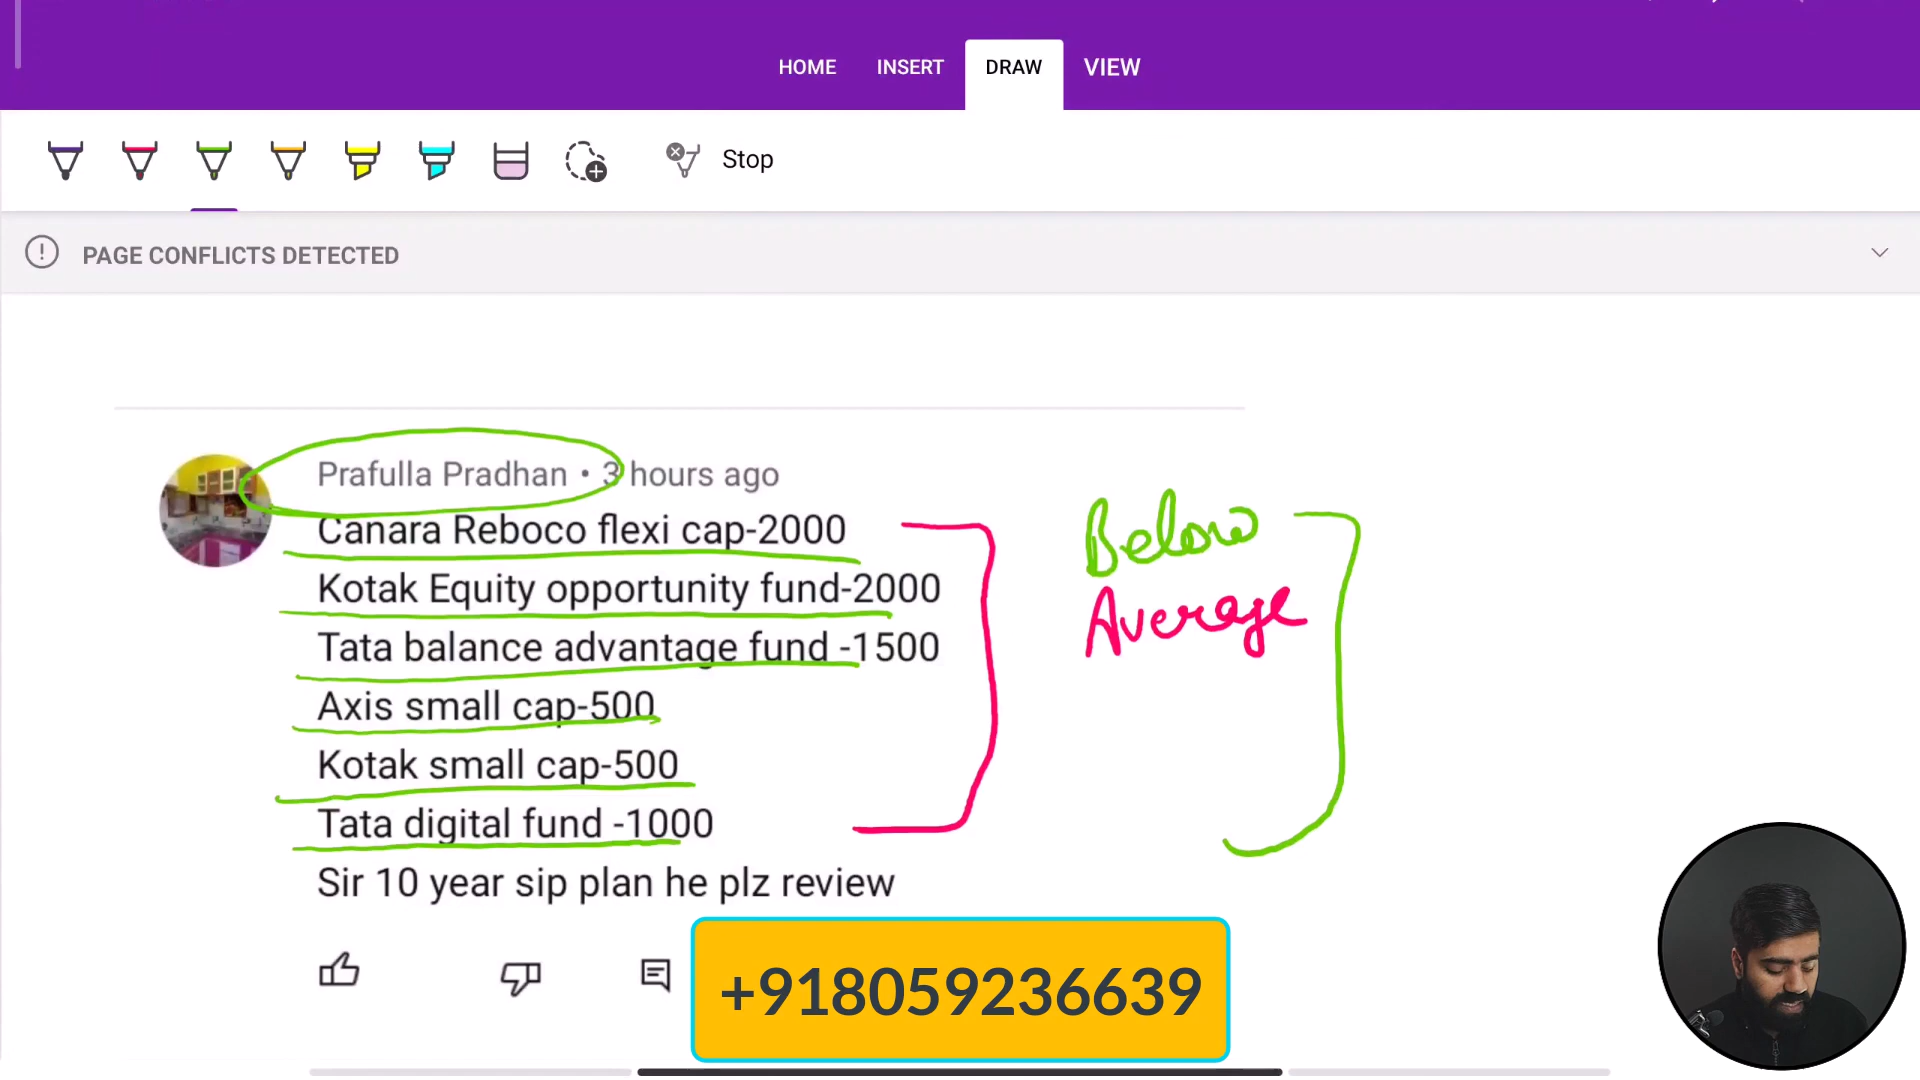 HOME INSERT DRAW VIEW
Stop
PAGE CONFLICTS DETECTED
Prafulla Pradhan • 3 hours ago
Canara Reboco flexi cap-2000
Kotak Equity opportunity fund-2000
Tata balance advantage fund -1500
Axis small cap-500
Kotak small cap-500
Tata digital fund -1000
Sir 10 year sip plan he plz review
Below
Average
+918059236639